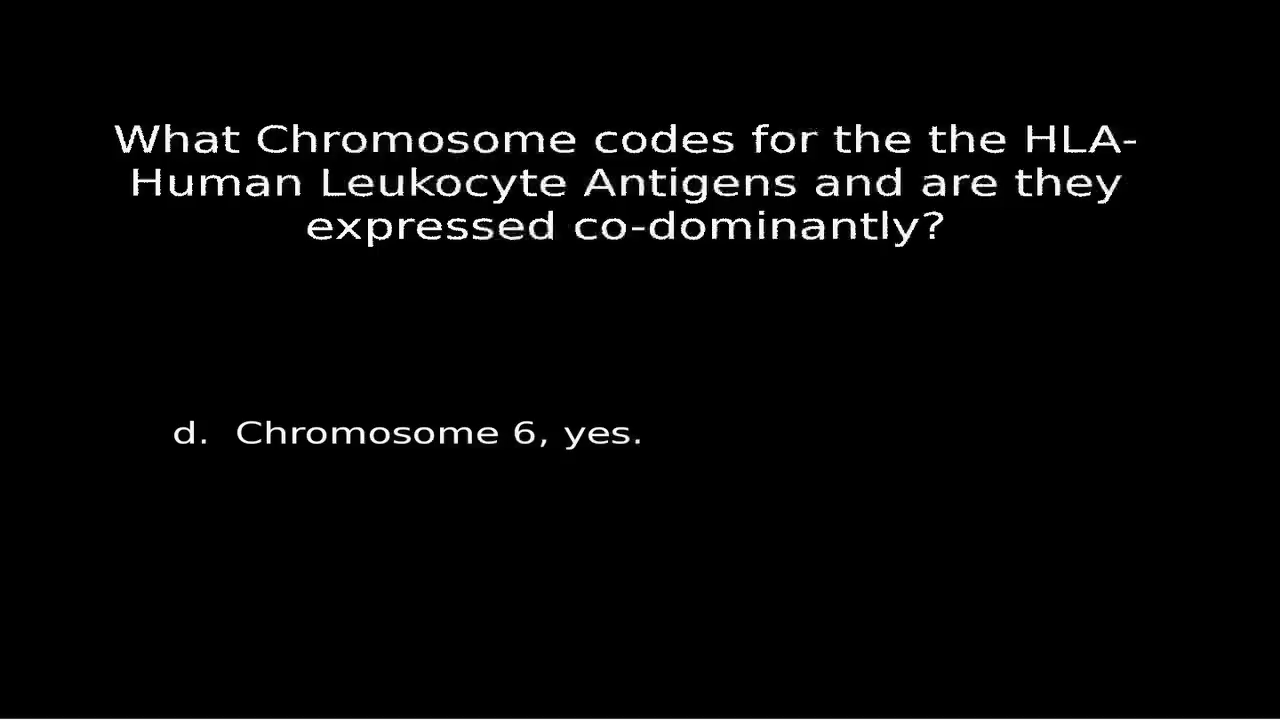 What Chromosome codes for the the HLA-
Human Leukocyte Antigens and are they
expressed co-dominantly?
d. Chromosome 6, yes.